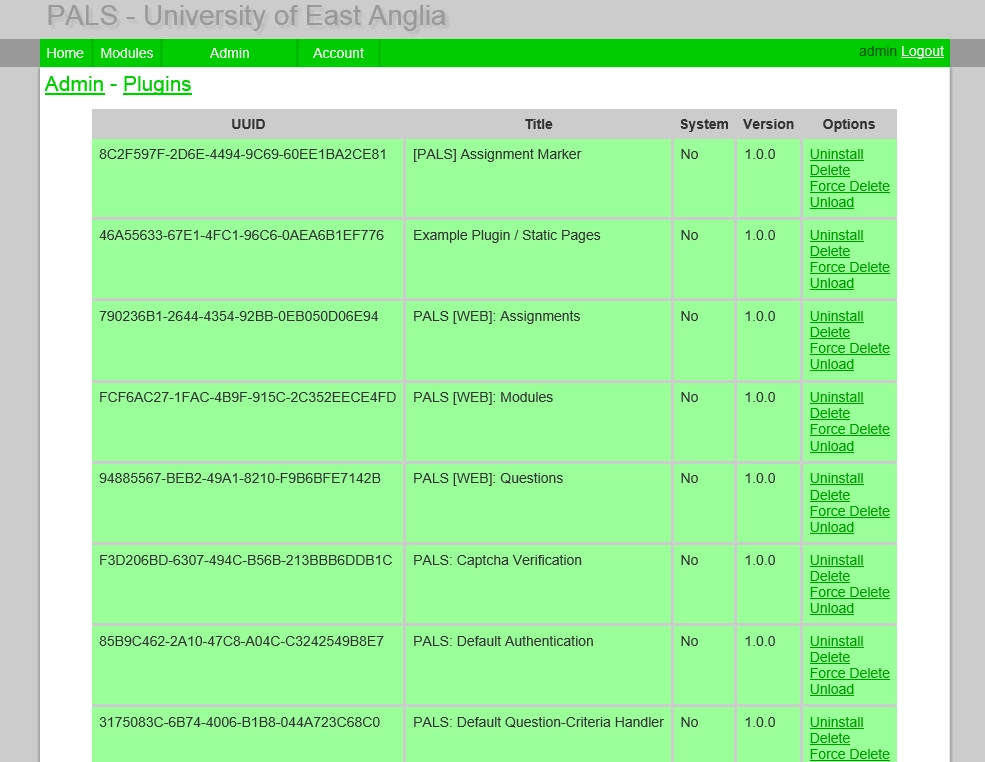 PALS - University of East Anglia
Home Modules Admin Account admin Logout
Admin - Plugins
UUID Title System Version Options
8C2F597F-2D6E-4494-9C69-60EE1BA2CE81 [PALS] Assignment Marker No 1.0.0 Uninstall
Delete
Force Delete
Unload
46A55633-67E1-4FC1-96C6-0AEA6B1EF776 Example Plugin / Static Pages No 1.0.0 Uninstall
Delete
Force Delete
Unload
790236B1-2644-4354-92BB-0EB050D06E94 PALS [WEB]: Assignments No 1.0.0 Uninstall
Delete
Force Delete
Unload
FCF6AC27-1FAC-4B9F-915C-2C352EECE4FD PALS [WEB]: Modules No 1.0.0 Uninstall
Delete
Force Delete
Unload
94885567-BEB2-49A1-8210-F9B6BFE7142B PALS [WEB]: Questions No 1.0.0 Uninstall
Delete
Force Delete
Unload
F3D206BD-6307-494C-B56B-213BBB6DDB1C PALS: Captcha Verification No 1.0.0 Uninstall
Delete
Force Delete
Unload
85B9C462-2A10-47C8-A04C-C3242549B8E7 PALS: Default Authentication No 1.0.0 Uninstall
Delete
Force Delete
Unload
3175083C-6B74-4006-B1B8-044A723C68C0 PALS: Default Question-Criteria Handler No 1.0.0 Uninstall
Delete
Force Delete